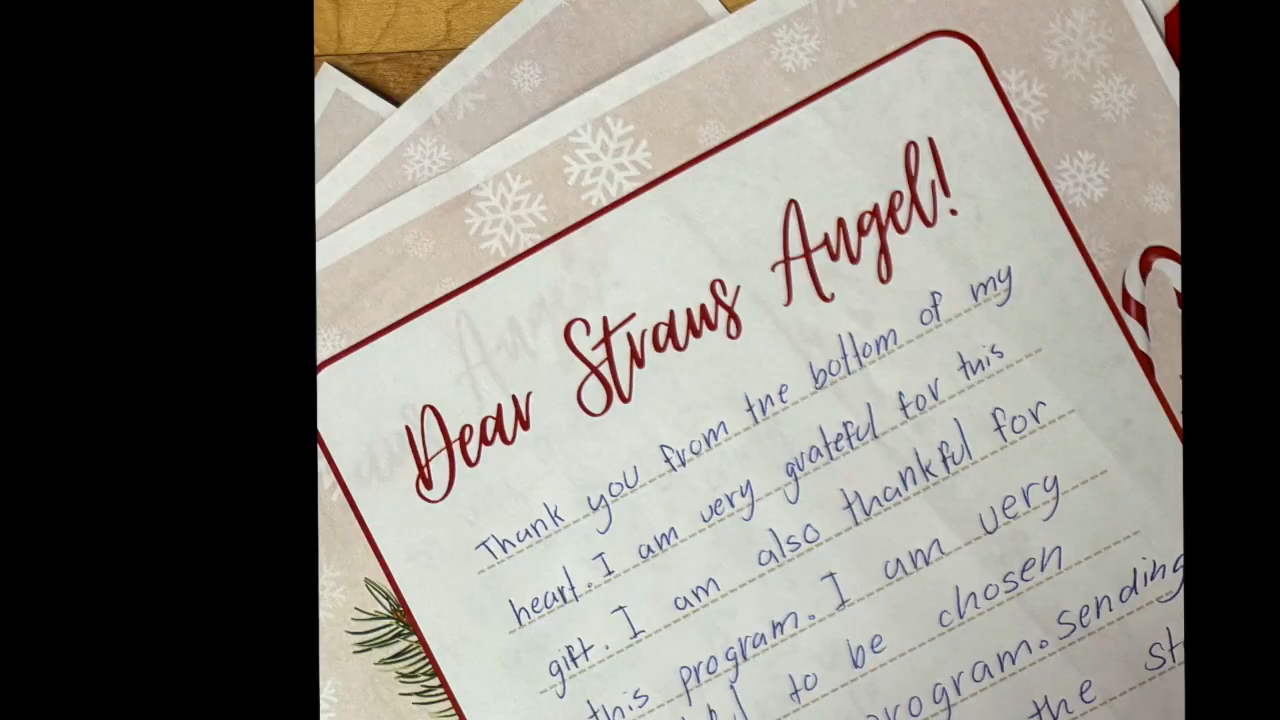 Dear Straus Angel!
Thank you from the bottom of my
heart. I am very grateful for this
gift. I am also thankful for
this program. I am very
to be chosen
program. sending
the